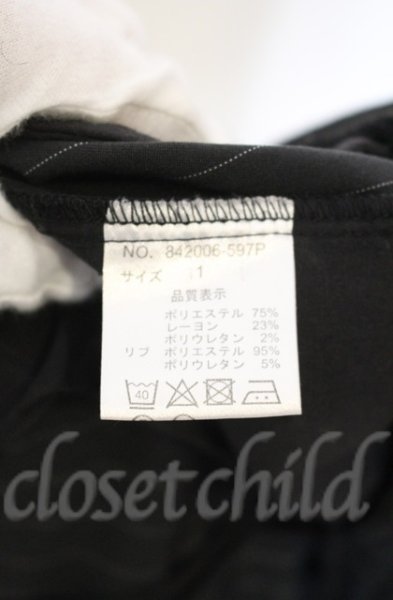 NO. 842006-597P
サイズ 1
品質表示
ポリエステル 75%
レーヨン 23%
ポリウレタン 2%
リブ ポリエステル 95%
ポリウレタン 5%
40
closet child